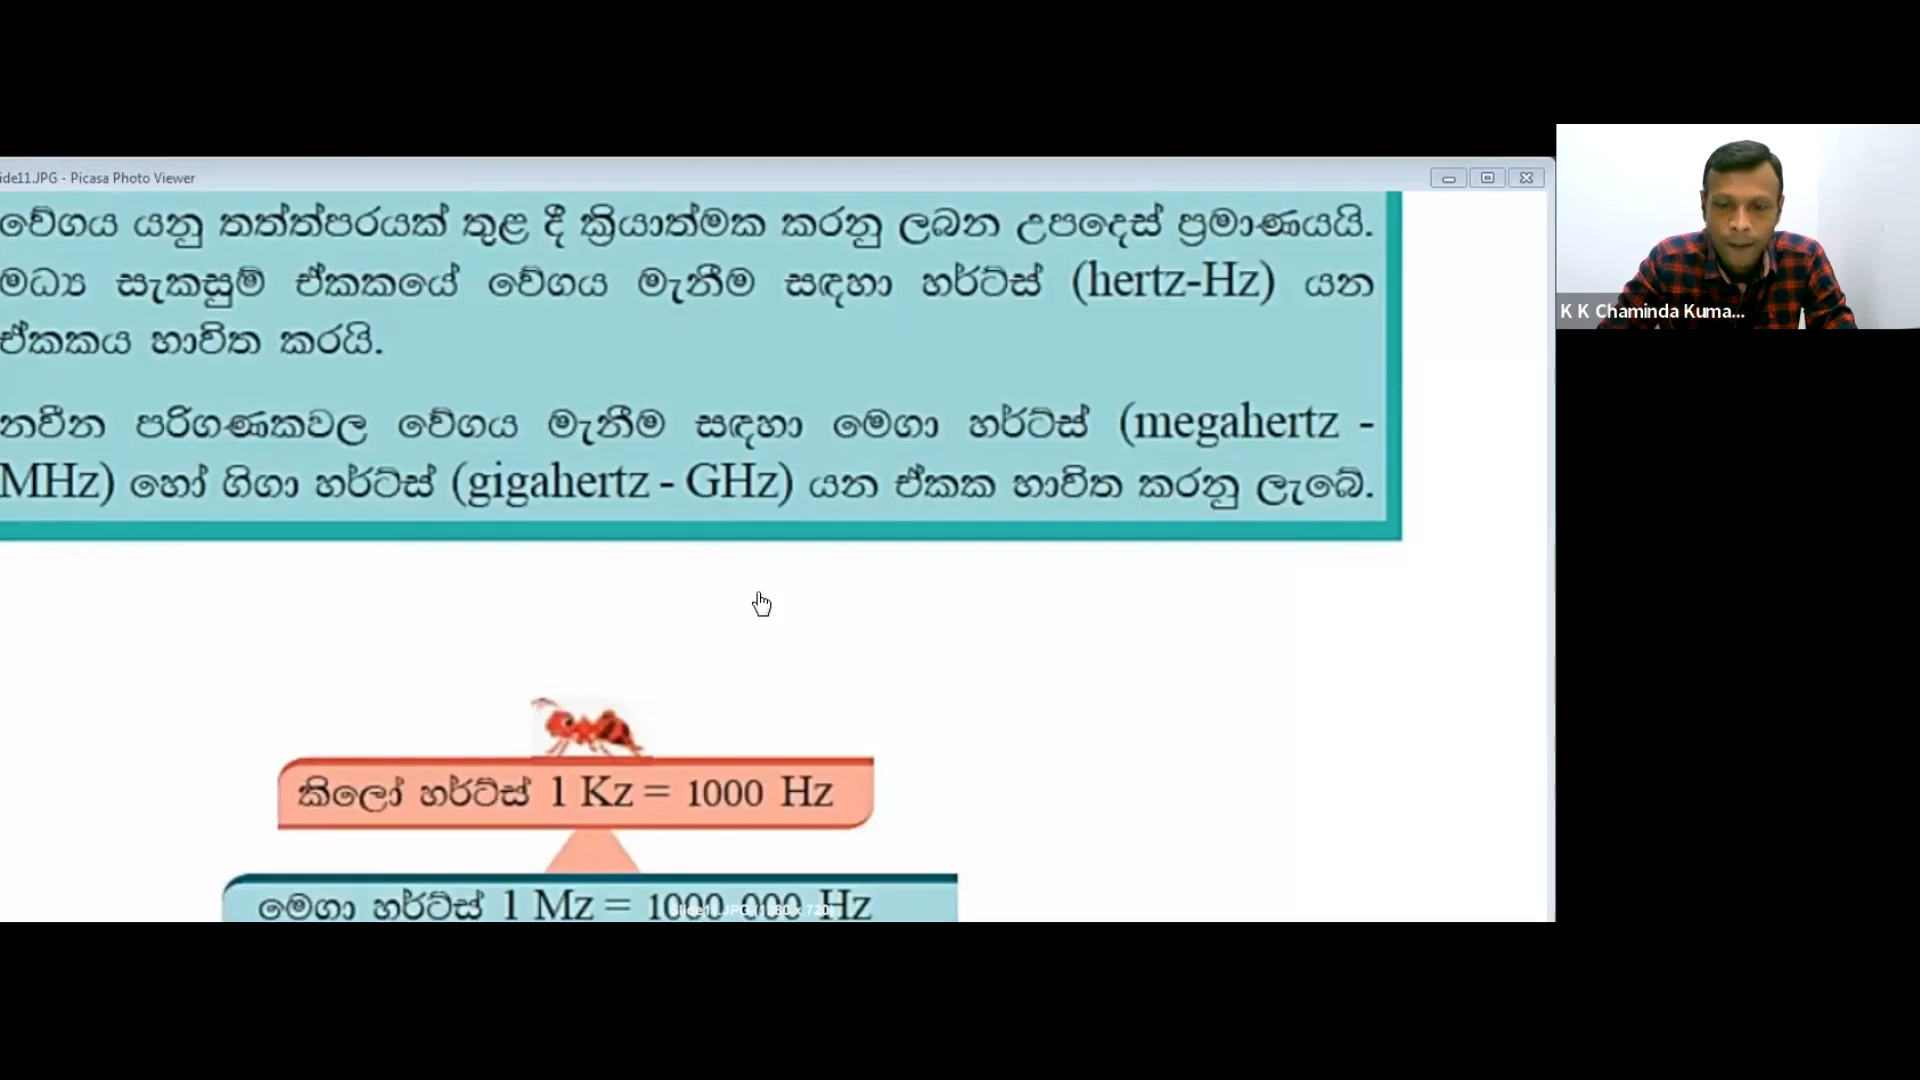 ide11.JPG - Picasa Photo Viewer
වේගය යනු තත්ත්පරයක් තුළ දී ක්‍රියාත්මක කරනු ලබන උපදෙස් ප්‍රමාණයයි.
මධ්‍ය සැකසුම් ඒකකයේ වේගය මැනීම සඳහා හර්ට්ස් (hertz-Hz) යන
ඒකකය භාවිත කරයි.
නවීන පරිගණකවල වේගය මැනීම සඳහා මෙගා හර්ට්ස් (megahertz -
MHz) හෝ ගිගා හර්ට්ස් (gigahertz - GHz) යන ඒකක භාවිත කරනු ලැබේ.
කිලෝ හර්ට්ස් 1 Kz = 1000 Hz
මෙගා හර්ට්ස් 1 Mz = 1000 000 Hz
K K Chaminda Kuma...